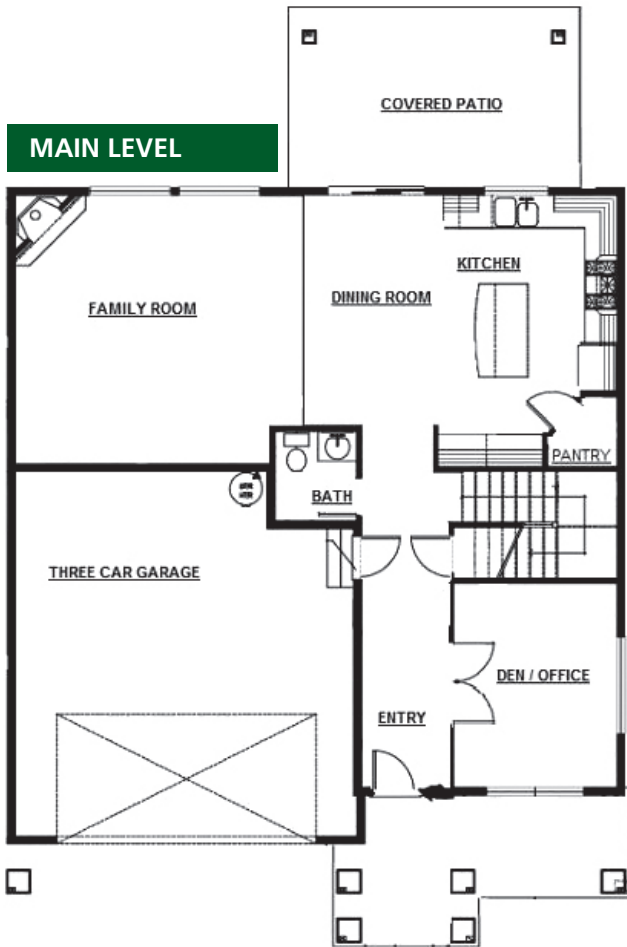 COVERED PATIO
MAIN LEVEL
KITCHEN
DINING ROOM
FAMILY ROOM
PANTRY
BATH
THREE CAR GARAGE
DEN / OFFICE
ENTRY